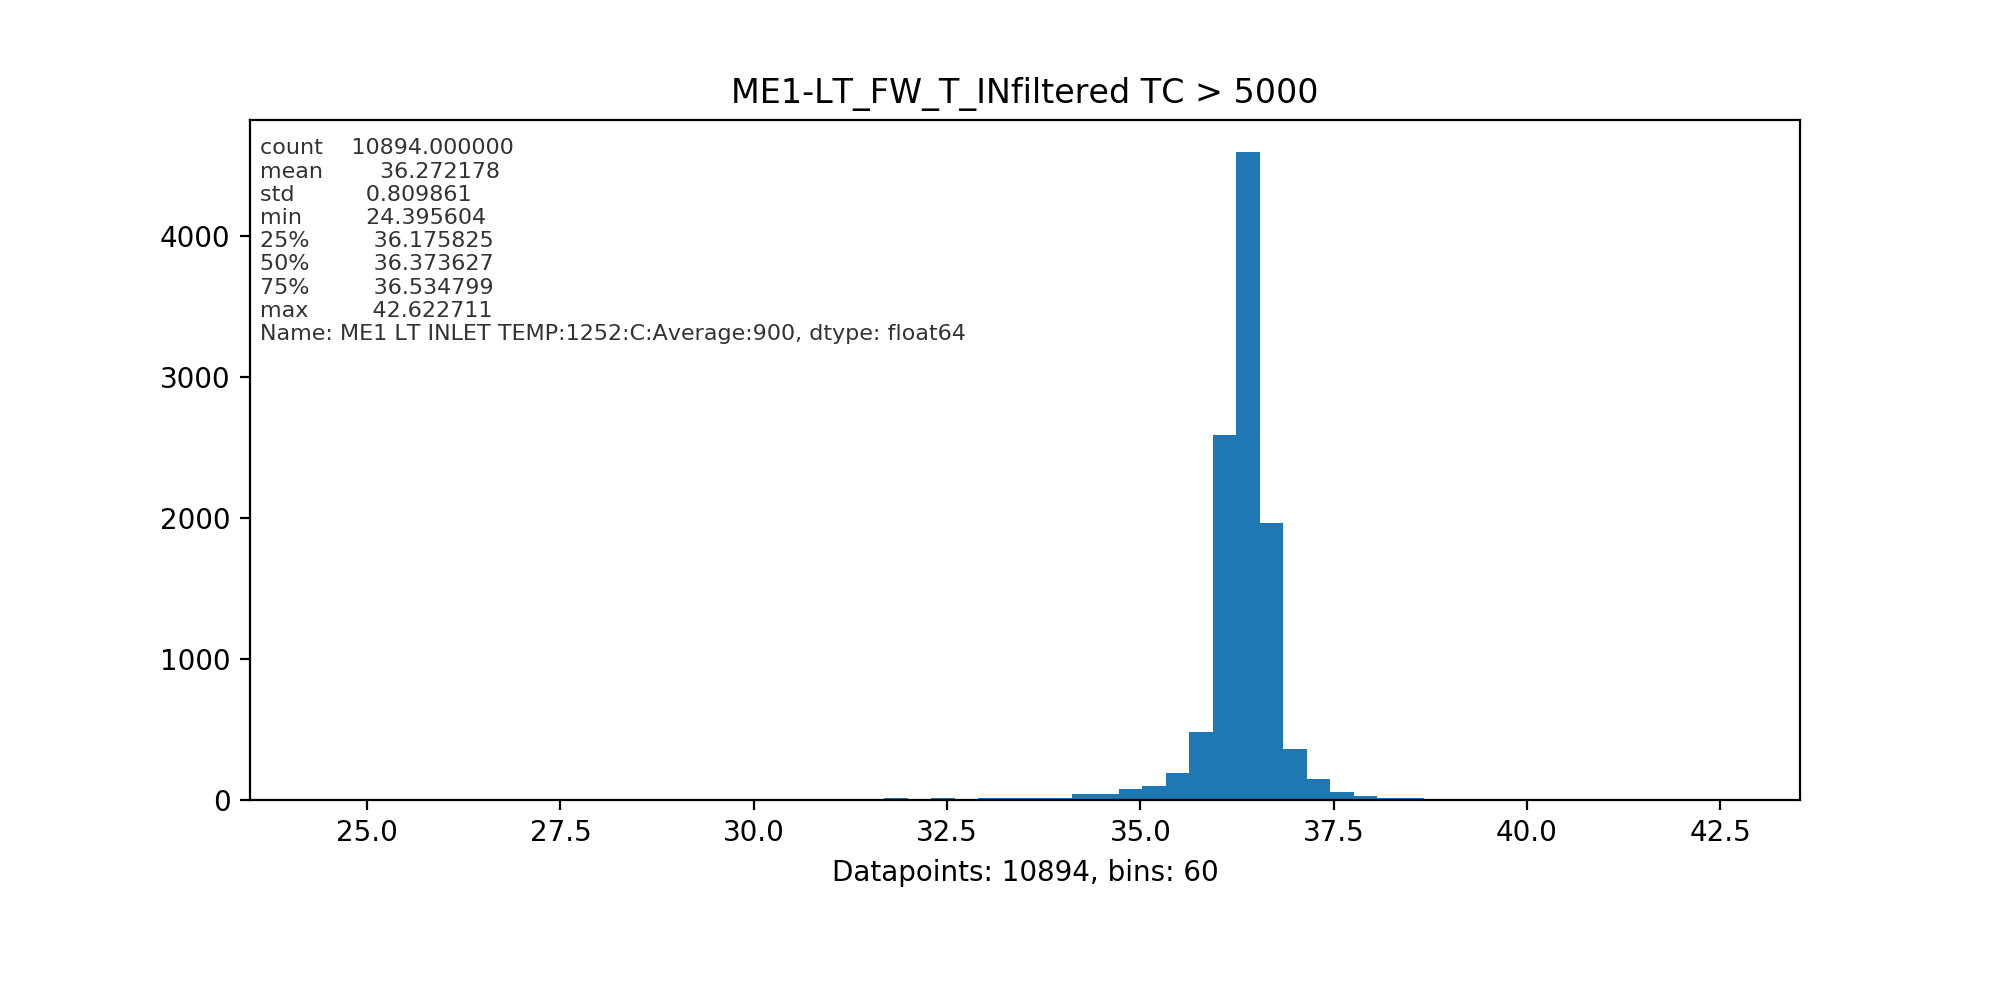 ME1-LT_FW_T_INfiltered TC > 5000
count 10894.000000
mean 36.272178
std 0.809861
min 24.395604
25% 36.175825
50% 36.373627
75% 36.534799
max 42.622711
Name: ME1 LT INLET TEMP:1252:C:Average:900, dtype: float64
4000
3000
2000
1000
0
25.0 27.5 30.0 32.5 35.0 37.5 40.0 42.5
Datapoints: 10894, bins: 60